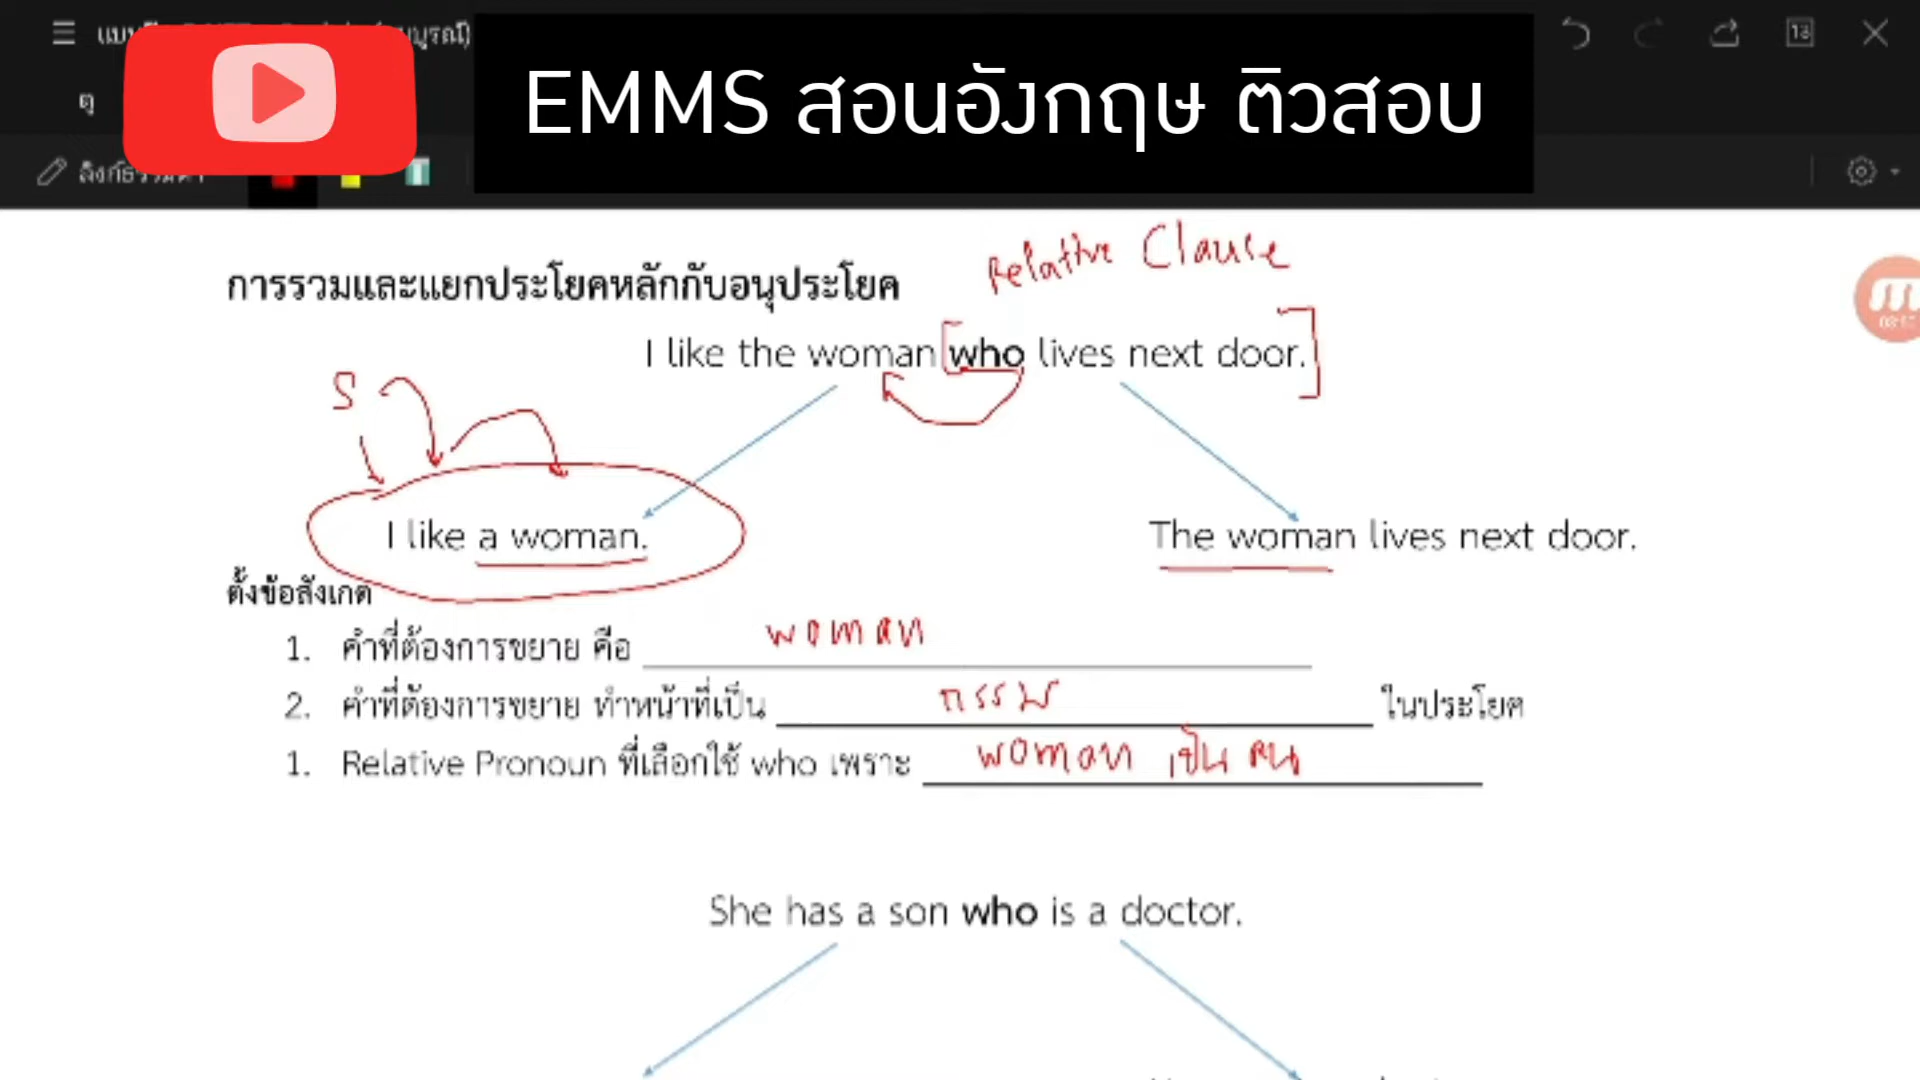 EMMS สอนอังกฤษ ติวสอบ
ตุ
13
Relative Clause
การรวมและแยกประโยคหลักกับอนุประโยค
I like the woman [who lives next door.]
S
I like a woman.
The woman lives next door.
ตั้งข้อสังเกต
1. คำที่ต้องการขยาย คือ woman
2. คำที่ต้องการขยาย ทำหน้าที่เป็น กรรม ในประโยค
1. Relative Pronoun ที่เลือกใช้ who เพราะ woman เป็น คน
She has a son who is a doctor.